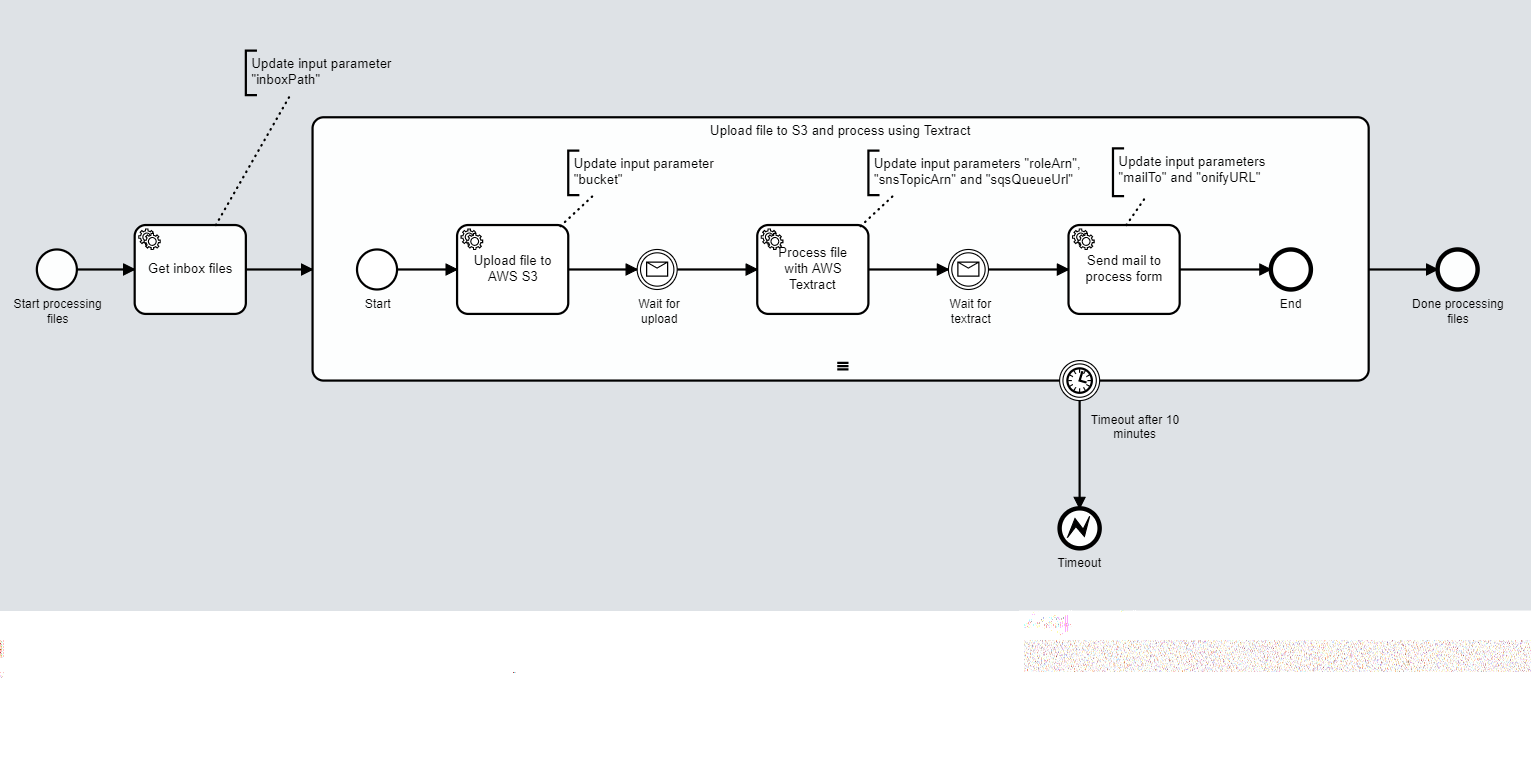 Update input parameter
"inboxPath"
Upload file to S3 and process using Textract
Update input parameter
"bucket"
Update input parameters "roleArn",
"snsTopicArn" and "sqsQueueUrl"
Update input parameters
"mailTo" and "onifyURL"
Start processing
files
Get inbox files
Start
Upload file to
AWS S3
Wait for
upload
Process file
with AWS
Textract
Wait for
textract
Send mail to
process form
End
Done processing
files
Timeout after 10
minutes
Timeout